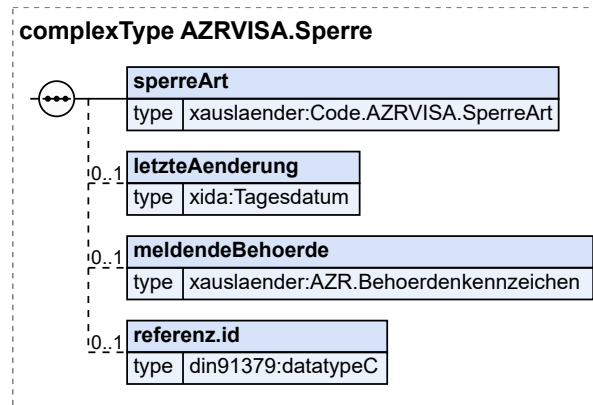 complexType AZRVISA.Sperre
sperreArt
type xauslaender:Code.AZRVISA.SperreArt
0..1 letzteAenderung
type xida:Tagesdatum
0..1 meldendeBehoerde
type xauslaender:AZR.Behoerdenkennzeichen
0..1 referenz.id
type din91379:datatypeC